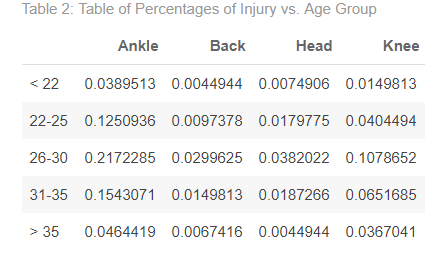 Table 2: Table of Percentages of Injury vs. Age Group
Ankle Back Head Knee
< 22 0.0389513 0.0044944 0.0074906 0.0149813
22-25 0.1250936 0.0097378 0.0179775 0.0404494
26-30 0.2172285 0.0299625 0.0382022 0.1078652
31-35 0.1543071 0.0149813 0.0187266 0.0651685
> 35 0.0464419 0.0067416 0.0044944 0.0367041